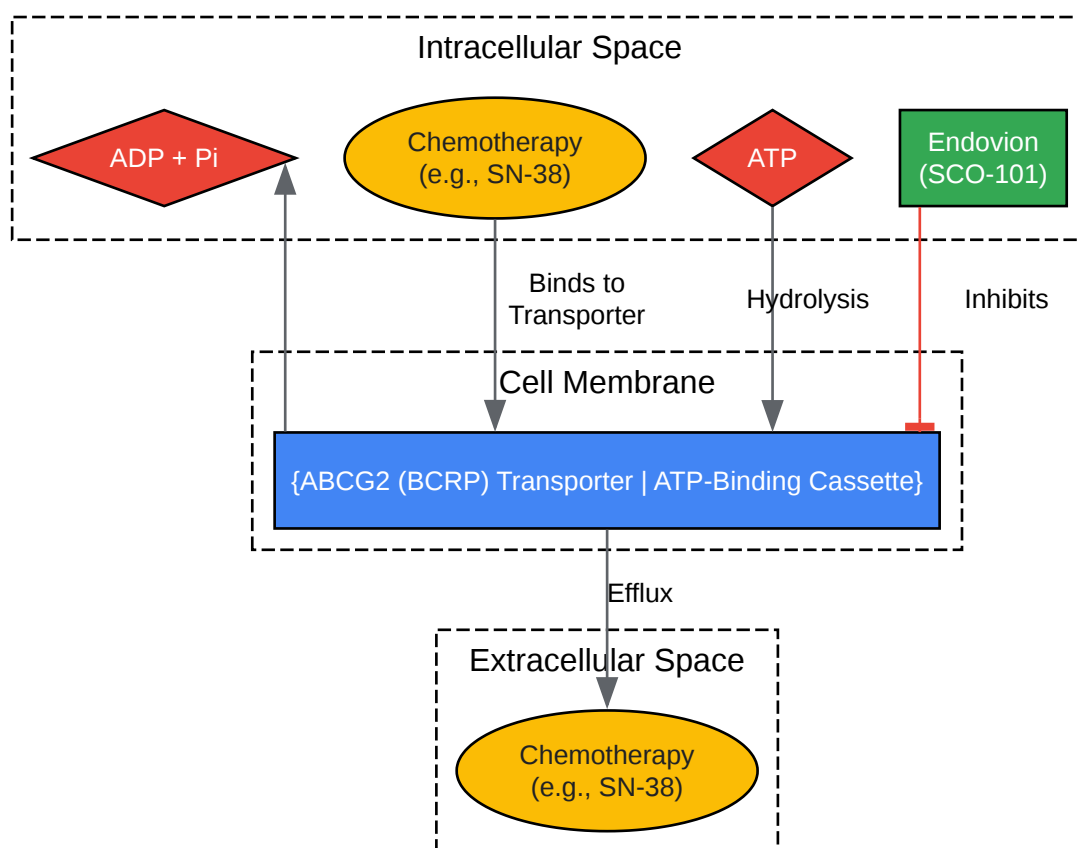 Intracellular Space
ADP + Pi
Chemotherapy
(e.g., SN-38)
ATP
Endovion
(SCO-101)
Binds to
Transporter
Hydrolysis
Inhibits
Cell Membrane
{ABCG2 (BCRP) Transporter | ATP-Binding Cassette}
Efflux
Extracellular Space
Chemotherapy
(e.g., SN-38)